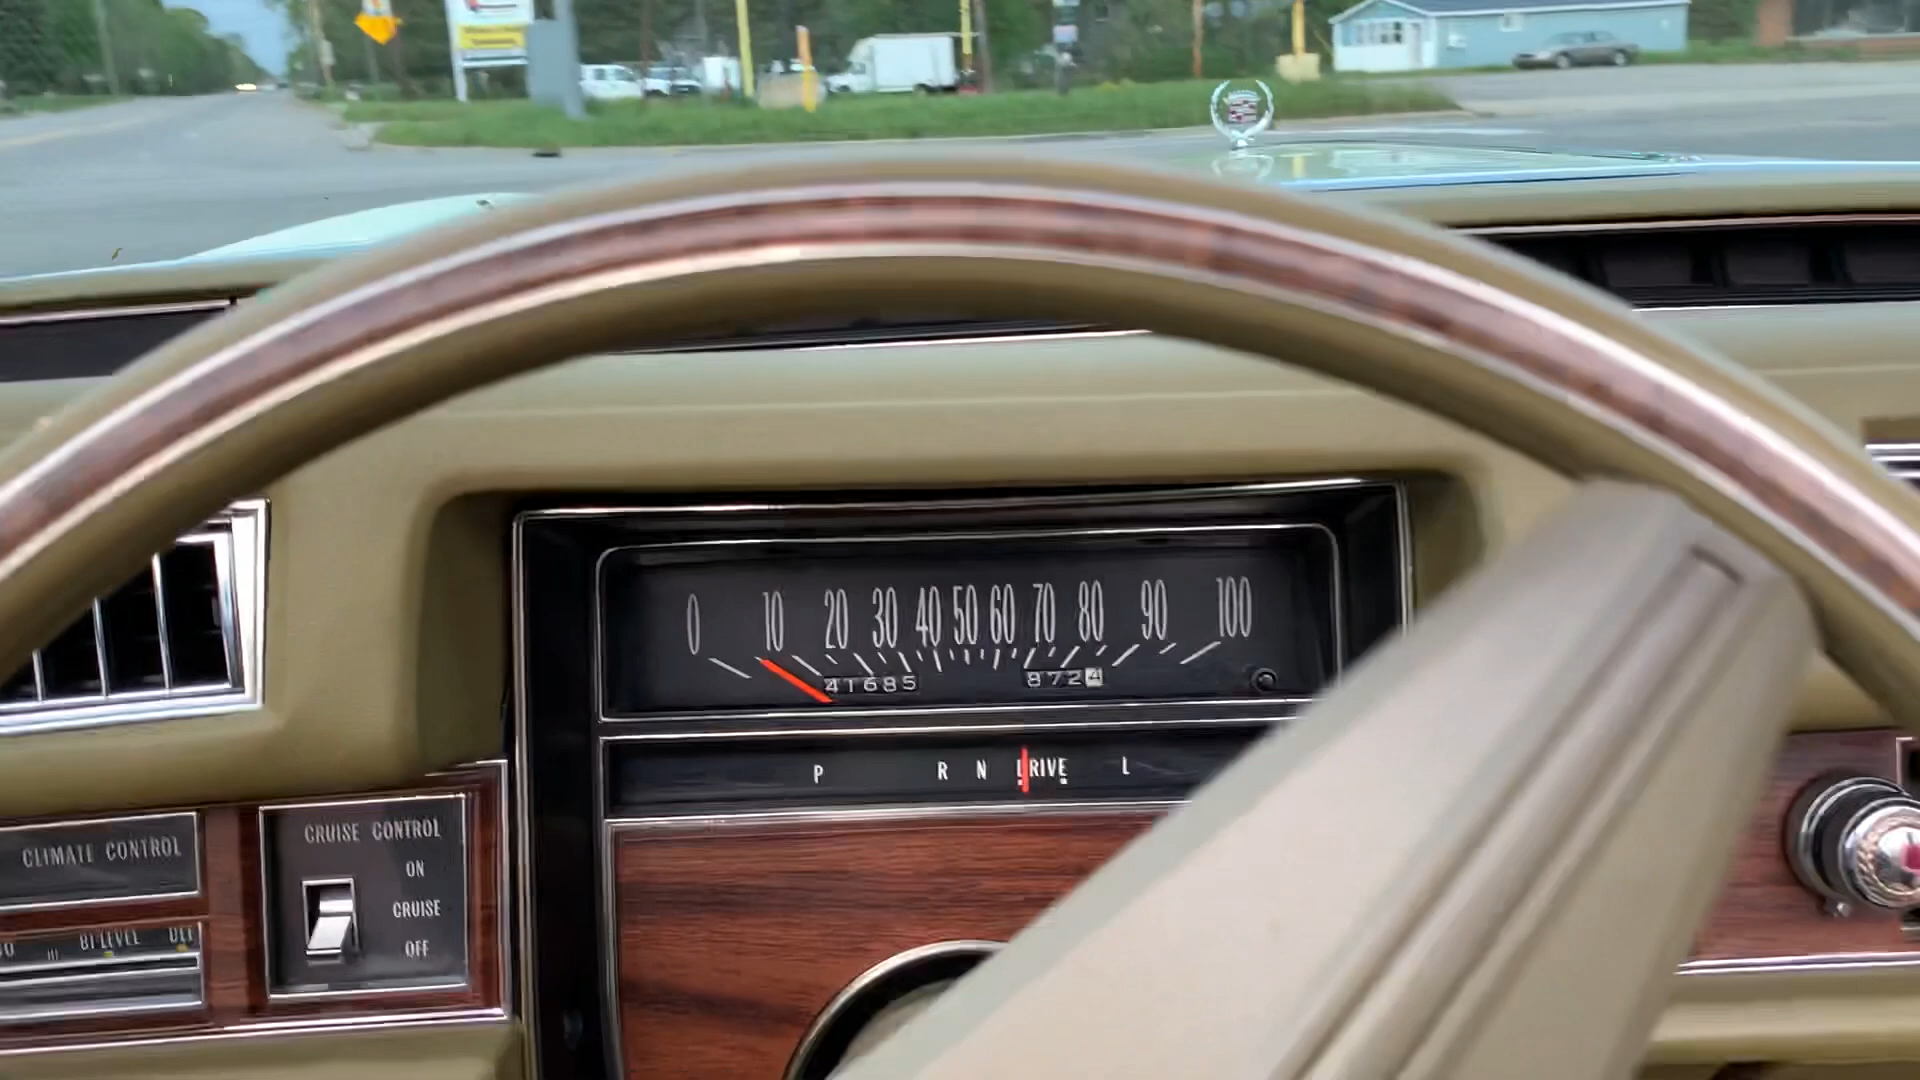 0 10 20 30 40 50 60 70 80 90 100
41685 8724
P R N DRIVE L
CLIMATE CONTROL
BI-LEVEL
CRUISE CONTROL
ON
CRUISE
OFF